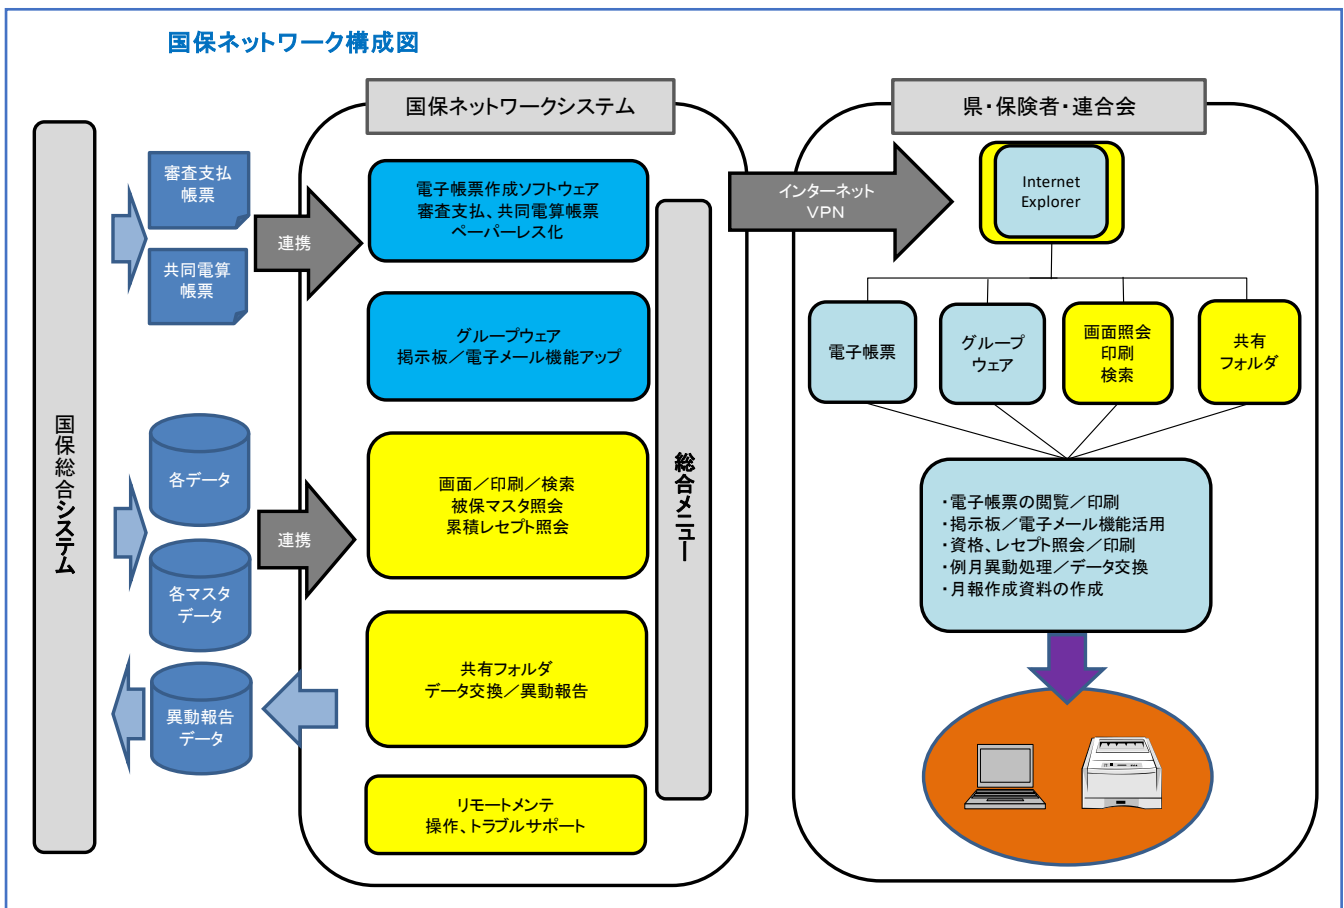 国保ネットワーク構成図
国保総合システム
審査支払
帳票
共同電算
帳票
各データ
各マスタ
データ
異動報告
データ
連携
連携
国保ネットワークシステム
電子帳票作成ソフトウェア
審査支払、共同電算帳票
ペーパーレス化
グループウェア
掲示板／電子メール機能アップ
画面／印刷／検索
被保マスタ照会
累積レセプト照会
共有フォルダ
データ交換／異動報告
リモートメンテ
操作、トラブルサポート
総合メニュー
インターネット
ＶＰＮ
県・保険者・連合会
Internet
Explorer
電子帳票
グループ
ウェア
画面照会
印刷
検索
共有
フォルダ
・電子帳票の閲覧／印刷
・掲示板／電子メール機能活用
・資格、レセプト照会／印刷
・例月異動処理／データ交換
・月報作成資料の作成